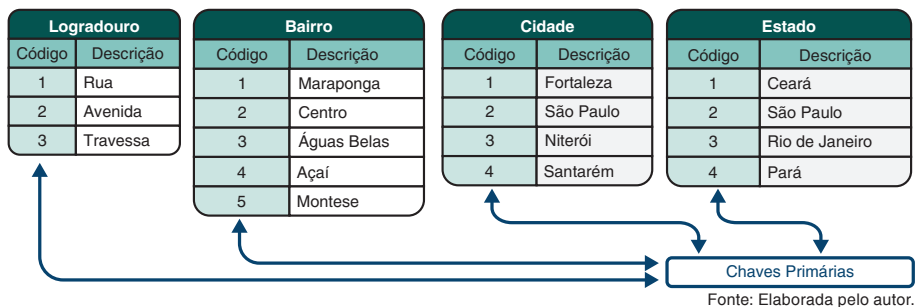 Logradouro
Código Descrição
1 Rua
2 Avenida
3 Travessa
Bairro
Código Descrição
1 Maraponga
2 Centro
3 Águas Belas
4 Açaí
5 Montese
Cidade
Código Descrição
1 Fortaleza
2 São Paulo
3 Niterói
4 Santarém
Estado
Código Descrição
1 Ceará
2 São Paulo
3 Rio de Janeiro
4 Pará
Chaves Primárias
Fonte: Elaborada pelo autor.